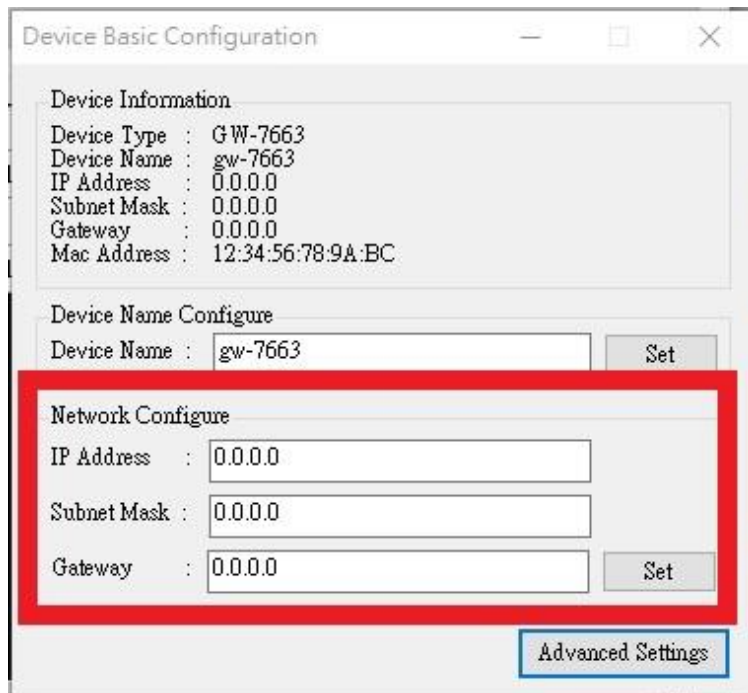 Device Basic Configuration
Device Information
Device Type : GW-7663
Device Name : gw-7663
IP Address : 0.0.0.0
Subnet Mask : 0.0.0.0
Gateway : 0.0.0.0
Mac Address : 12:34:56:78:9A:BC
Device Name Configure
Device Name : gw-7663 Set
Network Configure
IP Address : 0.0.0.0
Subnet Mask : 0.0.0.0
Gateway : 0.0.0.0 Set
Advanced Settings